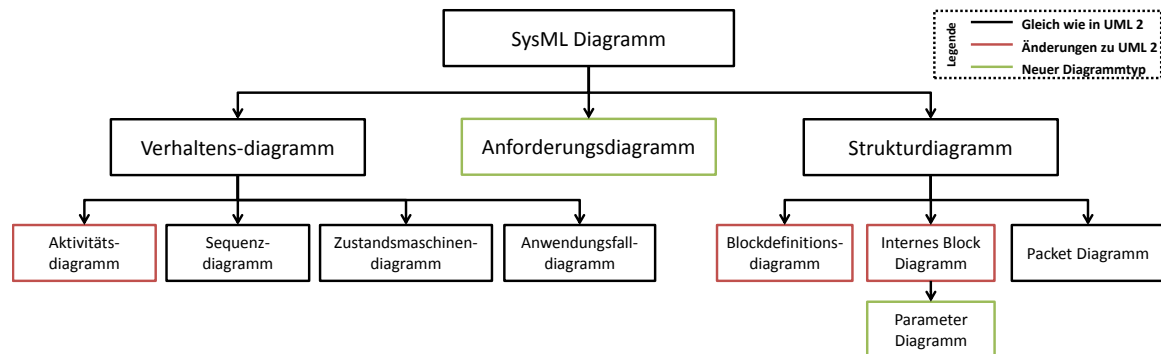 SysML Diagramm
Legende
Gleich wie in UML 2
Änderungen zu UML 2
Neuer Diagrammtyp
Verhaltens-diagramm
Anforderungsdiagramm
Strukturdiagramm
Aktivitäts-
diagramm
Sequenz-
diagramm
Zustandsmaschinen-
diagramm
Anwendungsfall-
diagramm
Blockdefinitions-
diagramm
Internes Block
Diagramm
Packet Diagramm
Parameter
Diagramm